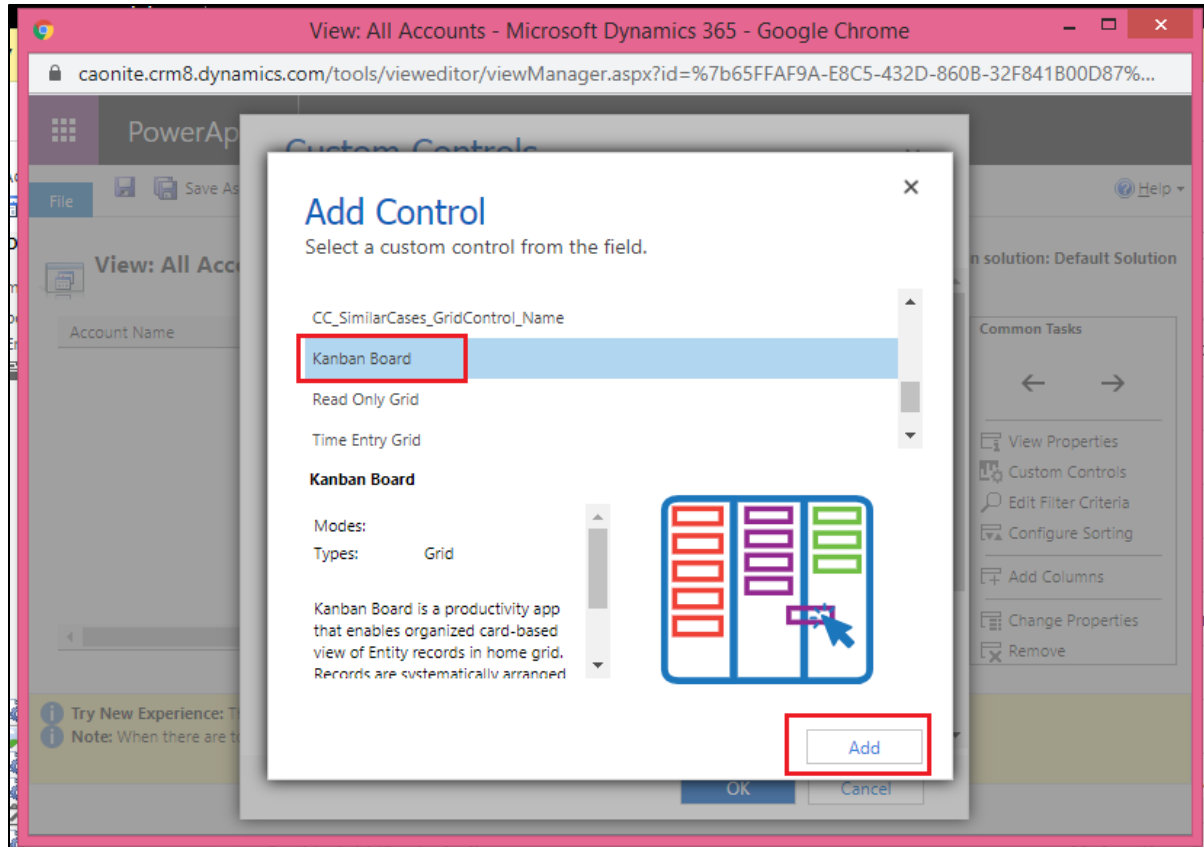 View: All Accounts - Microsoft Dynamics 365 - Google Chrome
caonite.crm8.dynamics.com/tools/vieweditor/viewManager.aspx?id=%7b65FFAF9A-E8C5-432D-860B-32F841B00D87%...
PowerAp
Custom Controls
File
Save As
Help
Add Control
Select a custom control from the field.
View: All Acco
n solution: Default Solution
Account Name
CC_SimilarCases_GridControl_Name
Kanban Board
Read Only Grid
Time Entry Grid
Common Tasks
View Properties
Custom Controls
Edit Filter Criteria
Configure Sorting
Add Columns
Change Properties
Remove
Kanban Board
Modes:
Types: Grid
Kanban Board is a productivity app
that enables organized card-based
view of Entity records in home grid.
Records are systematically arranged
Try New Experience: T
Note: When there are to
Add
OK
Cancel